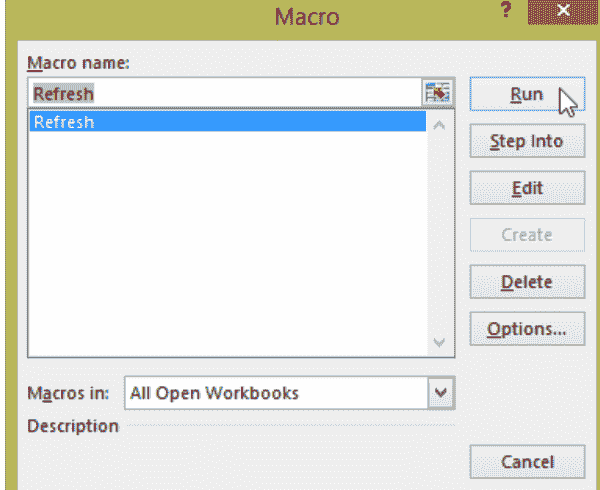 Macro
?
Macro name:
Refresh
Run
Refresh
Step Into
Edit
Create
Delete
Options...
Macros in:
All Open Workbooks
Description
Cancel